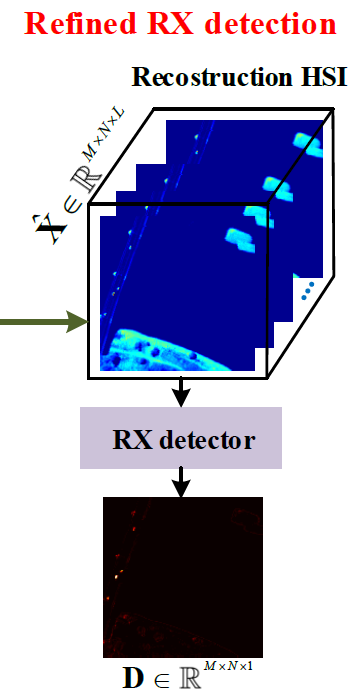 Refined RX detection
Recostruction HSI
X̂ ∈ ℝ^{M×N×L}
RX detector
D ∈ ℝ^{M×N×1}